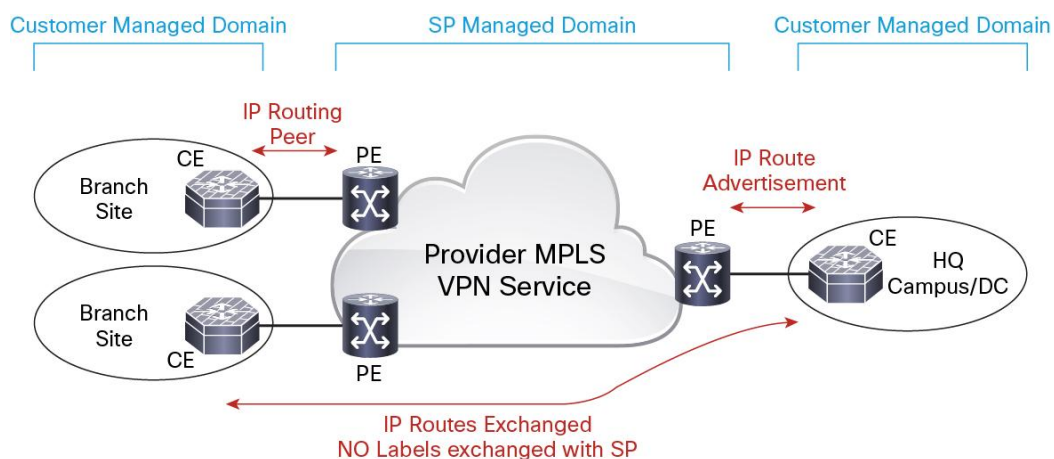 Customer Managed Domain
SP Managed Domain
Customer Managed Domain
IP Routing
Peer
CE
PE
Branch
Site
IP Route
Advertisement
PE
CE
Provider MPLS
VPN Service
HQ
Campus/DC
Branch
Site
CE
PE
IP Routes Exchanged
NO Labels exchanged with SP